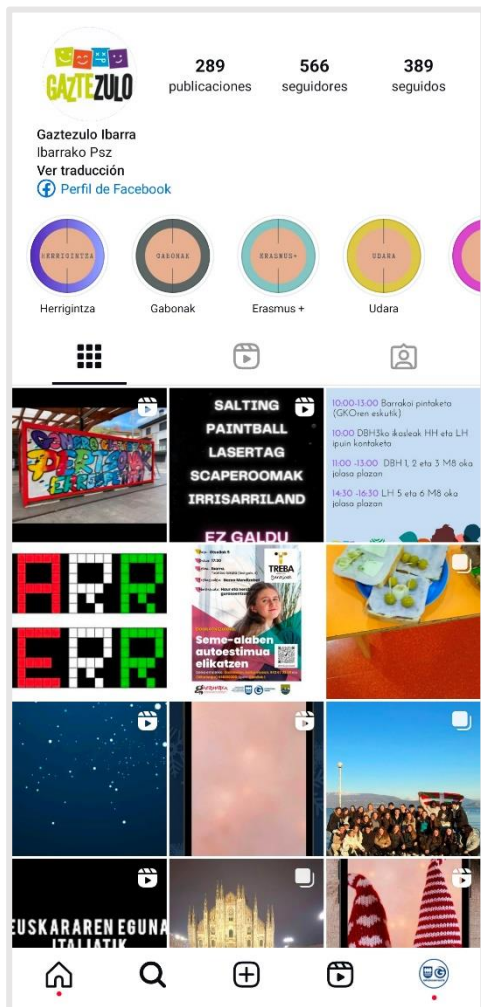 GAZTEZULO
289
publicaciones
566
seguidores
389
seguidos
Gaztezulo Ibarra
Ibarrako Psz
Ver traducción
Perfil de Facebook
HERRIGINTZA
GABONAK
ERASMUS+
UDARA
Herrigintza
Gabonak
Erasmus +
Udara
SALTING
PAINTBALL
LASERTAG
SCAPEROOMAK
IRRISARRILAND
EZ GALDU
10:00-13:00 Barrakoi pintaketa
(GKOren eskutik)
10:00 DBH3ko ikasleak HH eta LH
ipuin kontaketa
11:00 -13:00 DBH 1, 2 eta 3 M8 oka
jolasa plazan
14:30 -16:30 LH 5 eta 6 M8 oka
jolasa plazan
ARR
ERR
TREBA
Seme-alaben
autoestimua
elikatzen
EUSKARAREN EGUNA
ITALIATIK